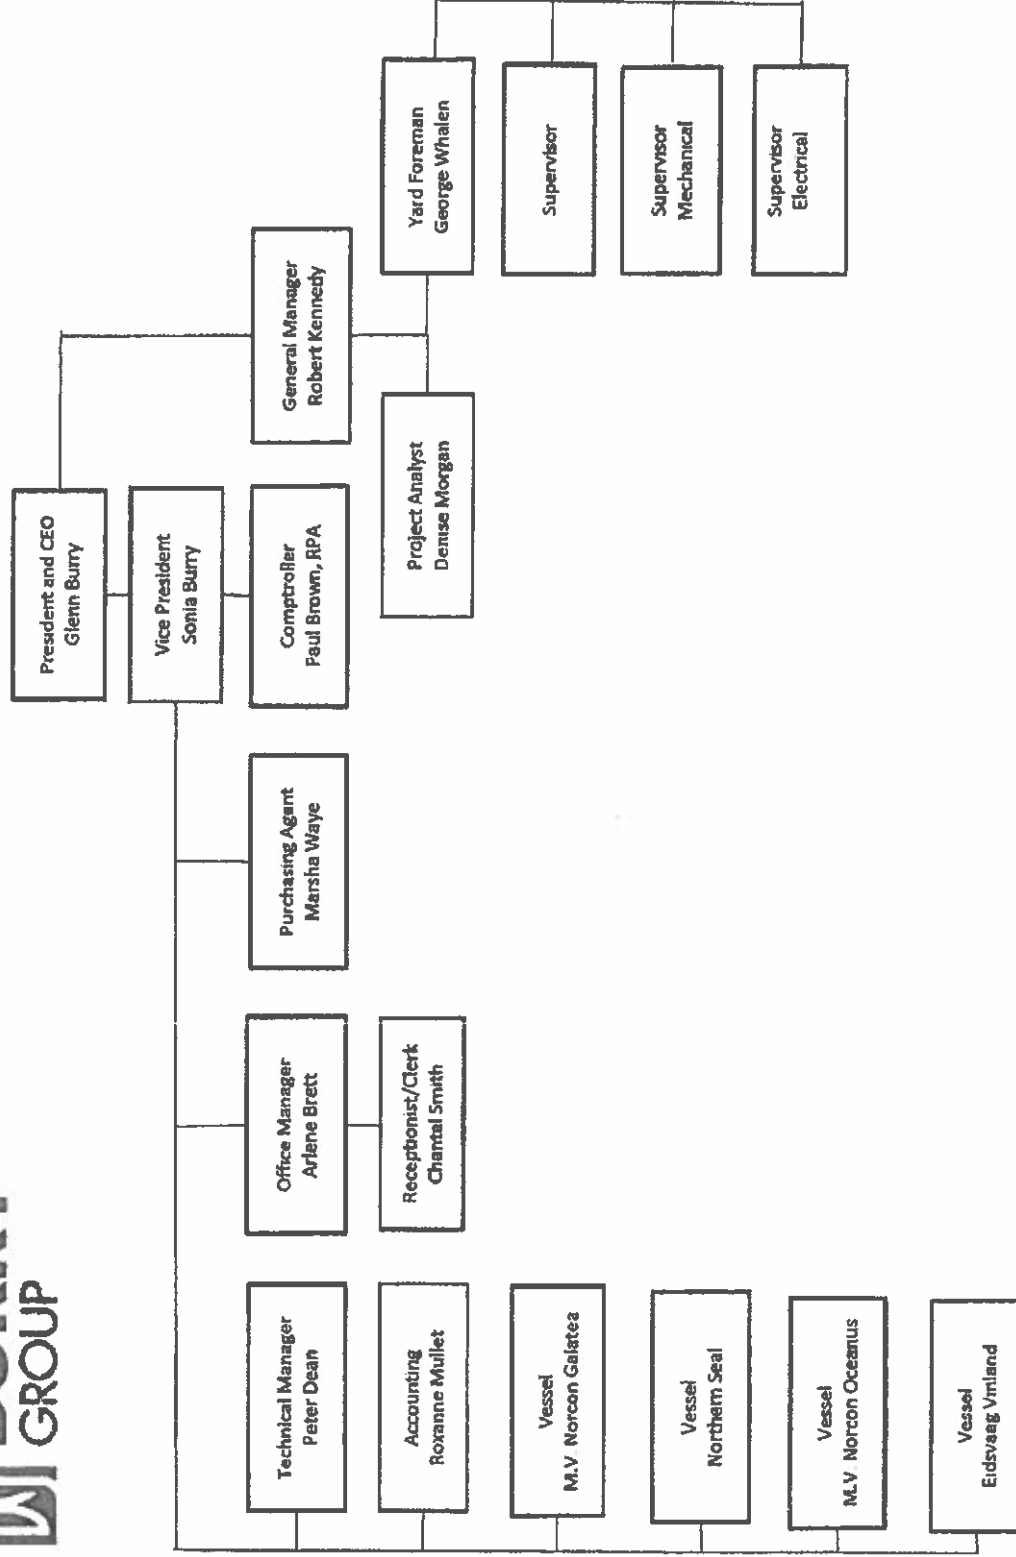 GROUP
President and CEO
Glenn Burry
Vice President
Sonia Burry
Technical Manager
Peter Dean
Office Manager
Arlene Brett
Purchasing Agent
Marsha Waye
Comptroller
Paul Brown, RPA
General Manager
Robert Kennedy
Accounting
Roxanne Mullet
Receptionist/Clerk
Chantal Smith
Project Analyst
Denise Morgan
Yard Foreman
George Whalen
Vessel
M.V. Norcon Galatea
Supervisor
Vessel
Northern Seal
Supervisor
Mechanical
Vessel
M.V. Norcon Oceanus
Supervisor
Electrical
Vessel
Eidsvaag Vinland